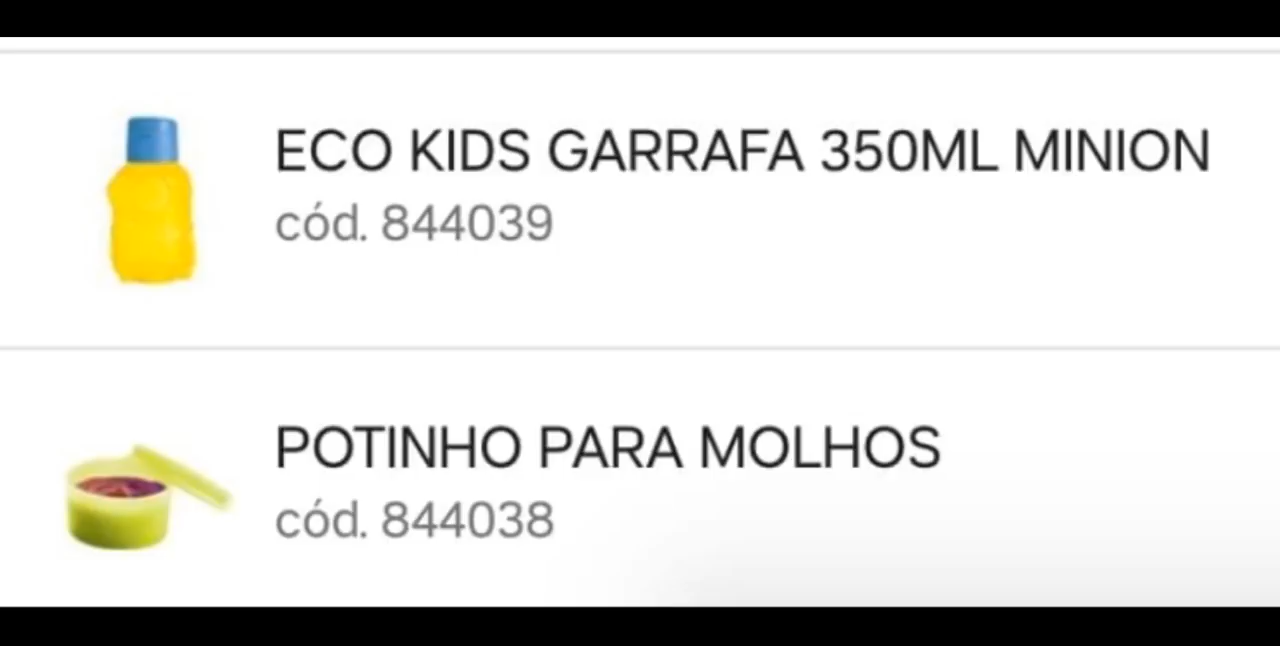 ECO KIDS GARRAFA 350ML MINION
cód. 844039
POTINHO PARA MOLHOS
cód. 844038